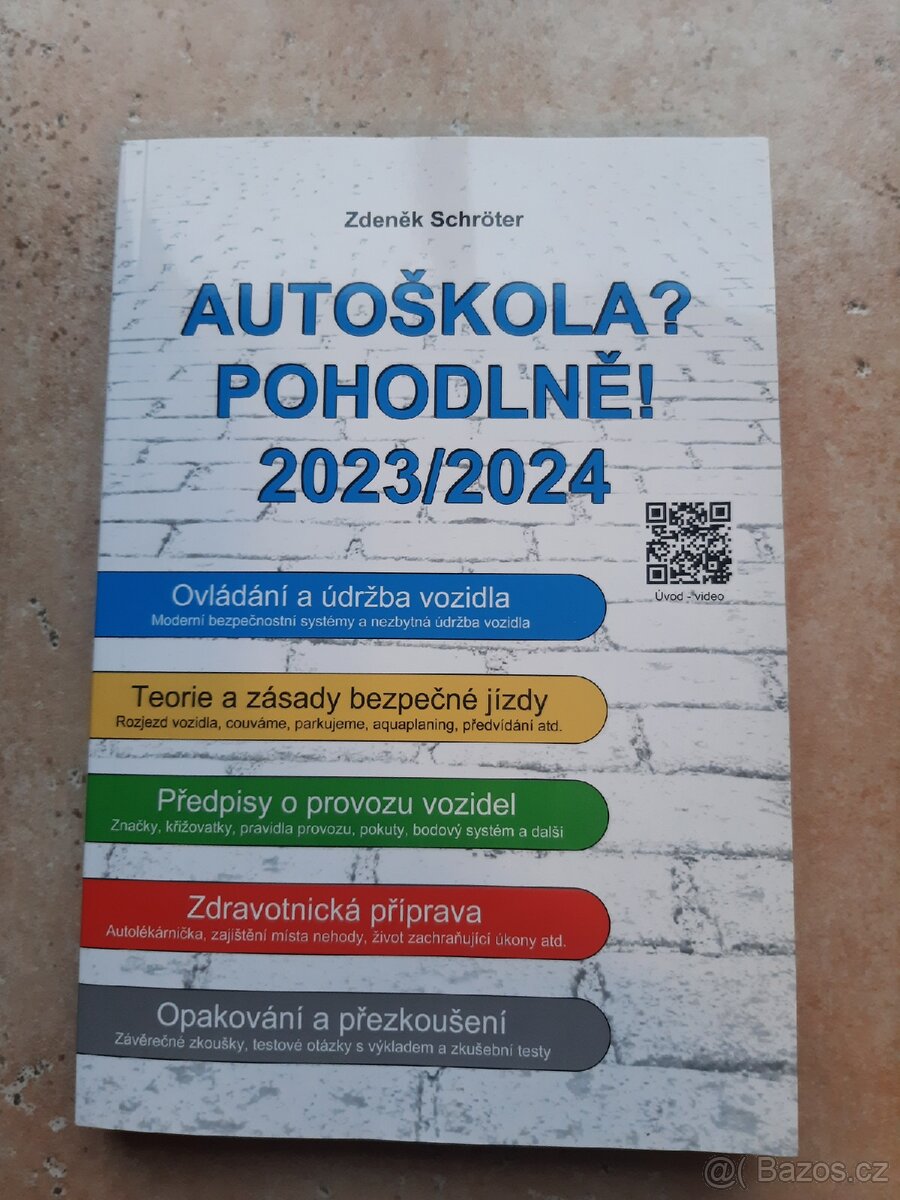 Zdeněk Schröter
AUTOŠKOLA?
POHODLNĚ!
2023/2024
Úvod - video
Ovládání a údržba vozidla
Moderní bezpečnostní systémy a nezbytná údržba vozidla
Teorie a zásady bezpečné jízdy
Rozjezd vozidla, couváme, parkujeme, aquaplaning, předvídání atd.
Předpisy o provozu vozidel
Značky, křižovatky, pravidla provozu, pokuty, bodový systém a další
Zdravotnická příprava
Autolékárnička, zajištění místa nehody, život zachraňující úkony atd.
Opakování a přezkoušení
Závěrečné zkoušky, testové otázky s výkladem a zkušební testy
@( Bazos.cz